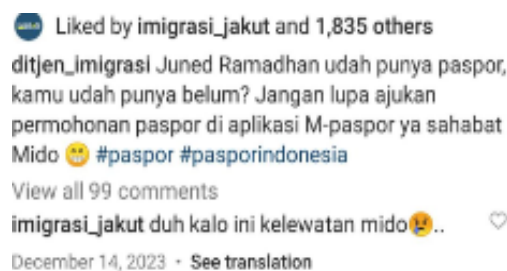 Liked by imigrasi_jakut and 1,835 others
ditjen_imigrasi Juned Ramadhan udah punya paspor,
kamu udah punya belum? Jangan lupa ajukan
permohonan paspor di aplikasi M-paspor ya sahabat
Mido 😁 #paspor #pasporindonesia
View all 99 comments
imigrasi_jakut duh kalo ini kelewatan mido😢..
December 14, 2023 · See translation